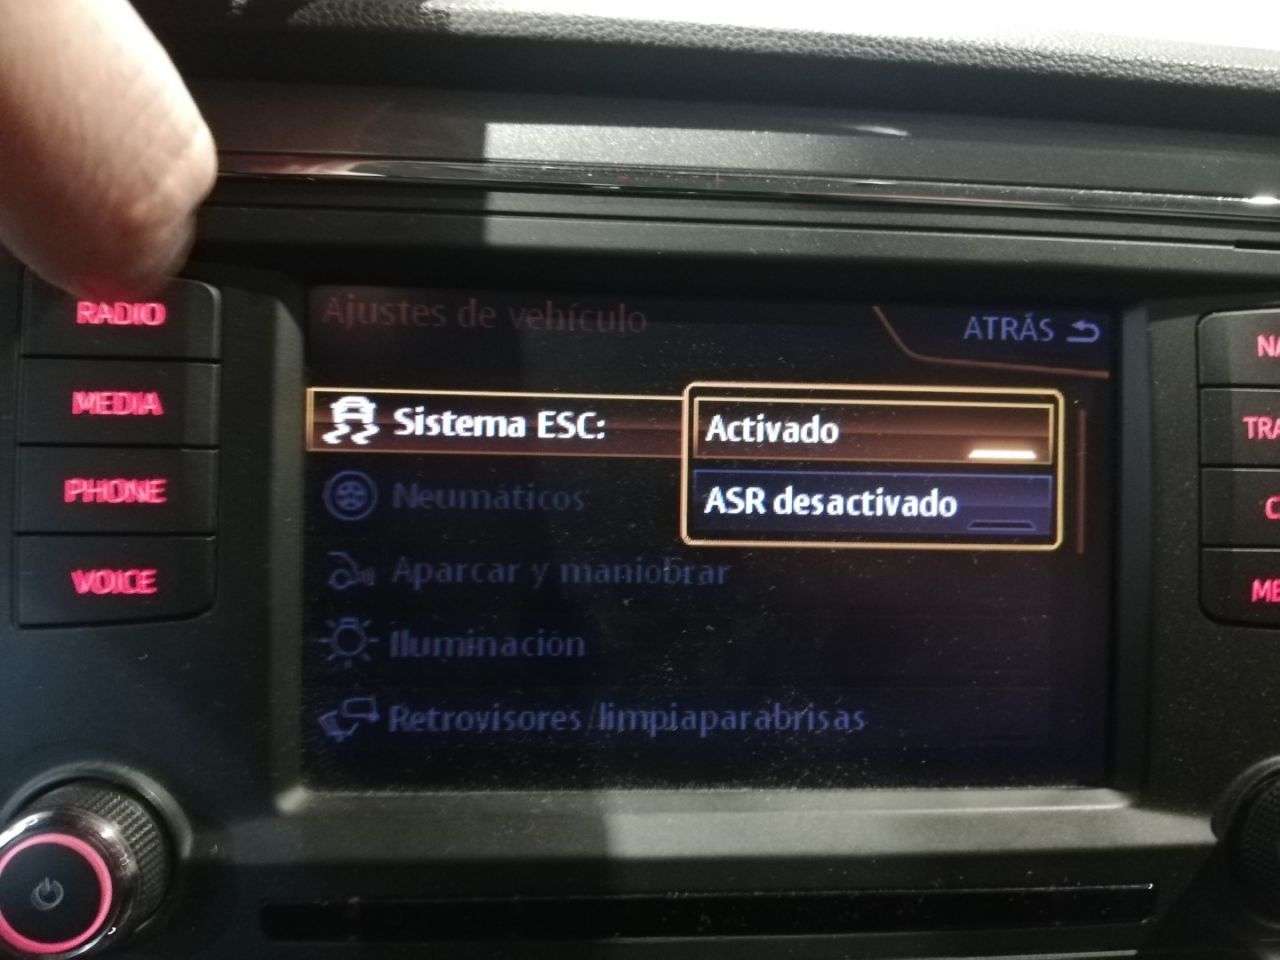 RADIO
MEDIA
PHONE
VOICE
Ajustes de vehículo
ATRÁS
Sistema ESC:
Activado
ASR desactivado
Neumáticos
Aparcar y maniobrar
Iluminación
Retrovisores/limpiaparabrisas